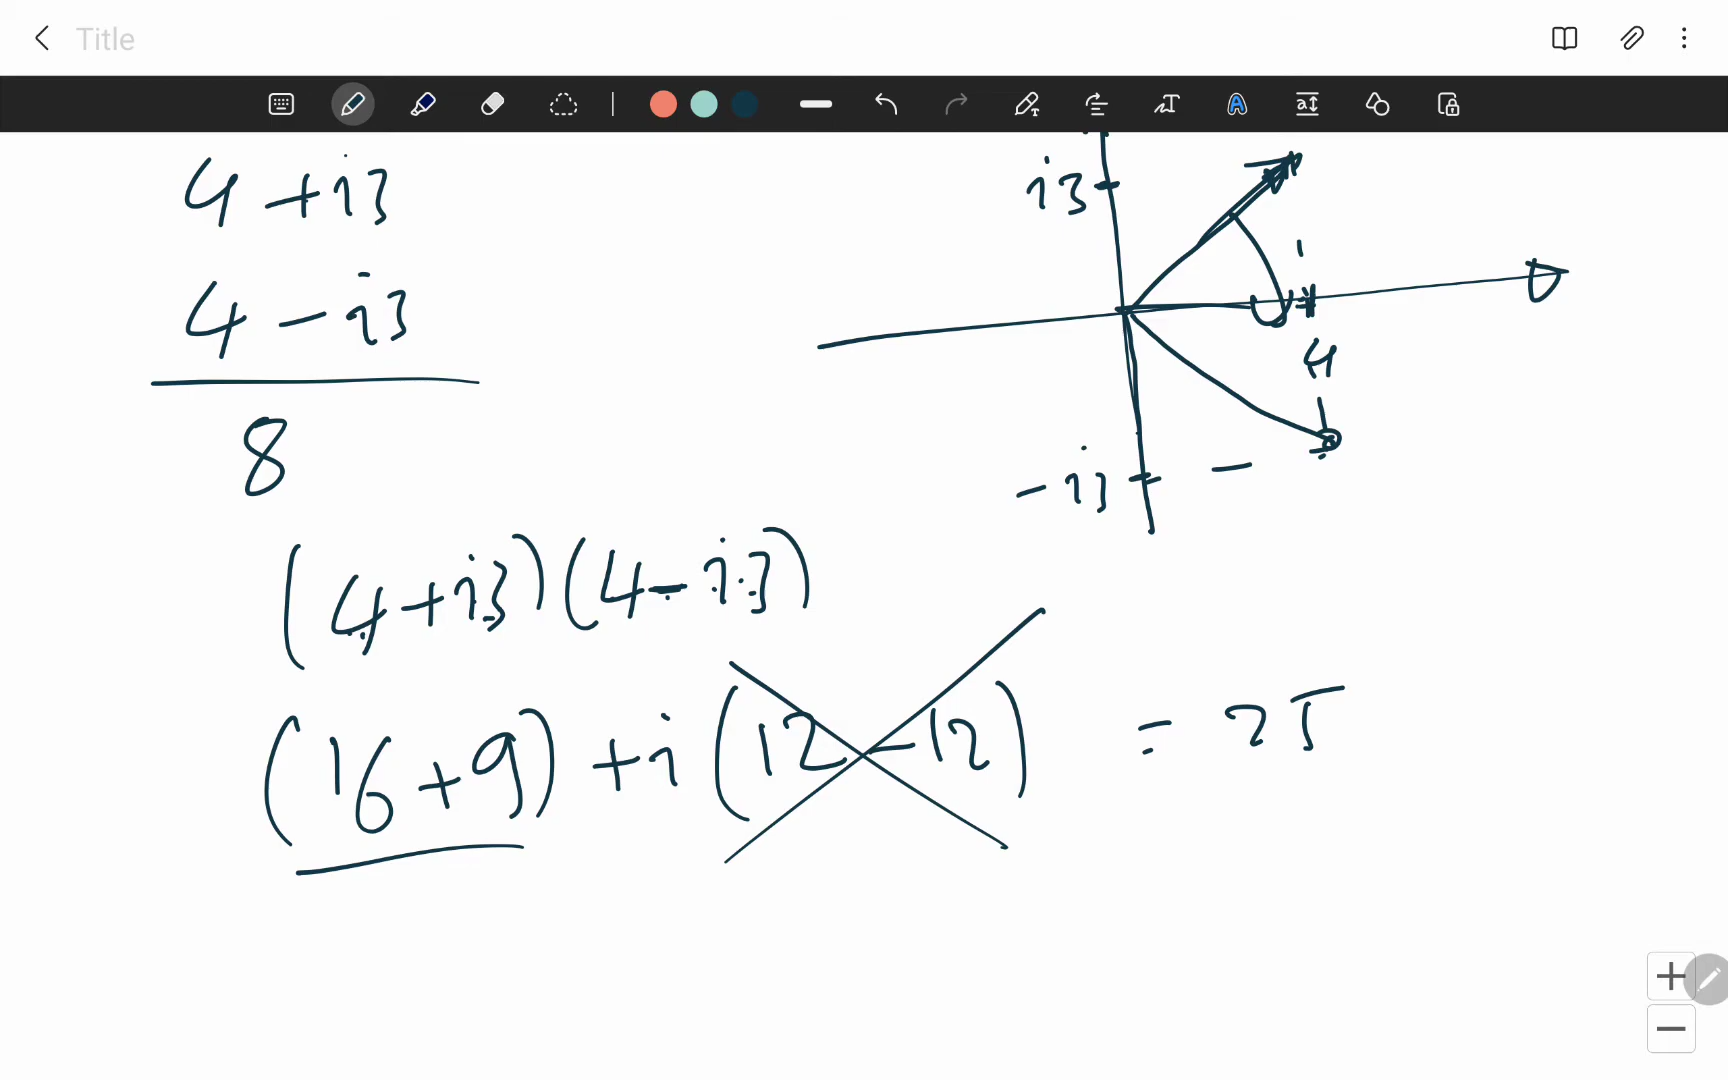 Title
4 + i3
4 - i3
8
i3
4
- i3
(4 + i3)(4 - i3)
(16 + 9) + i(12 - 12) = 25